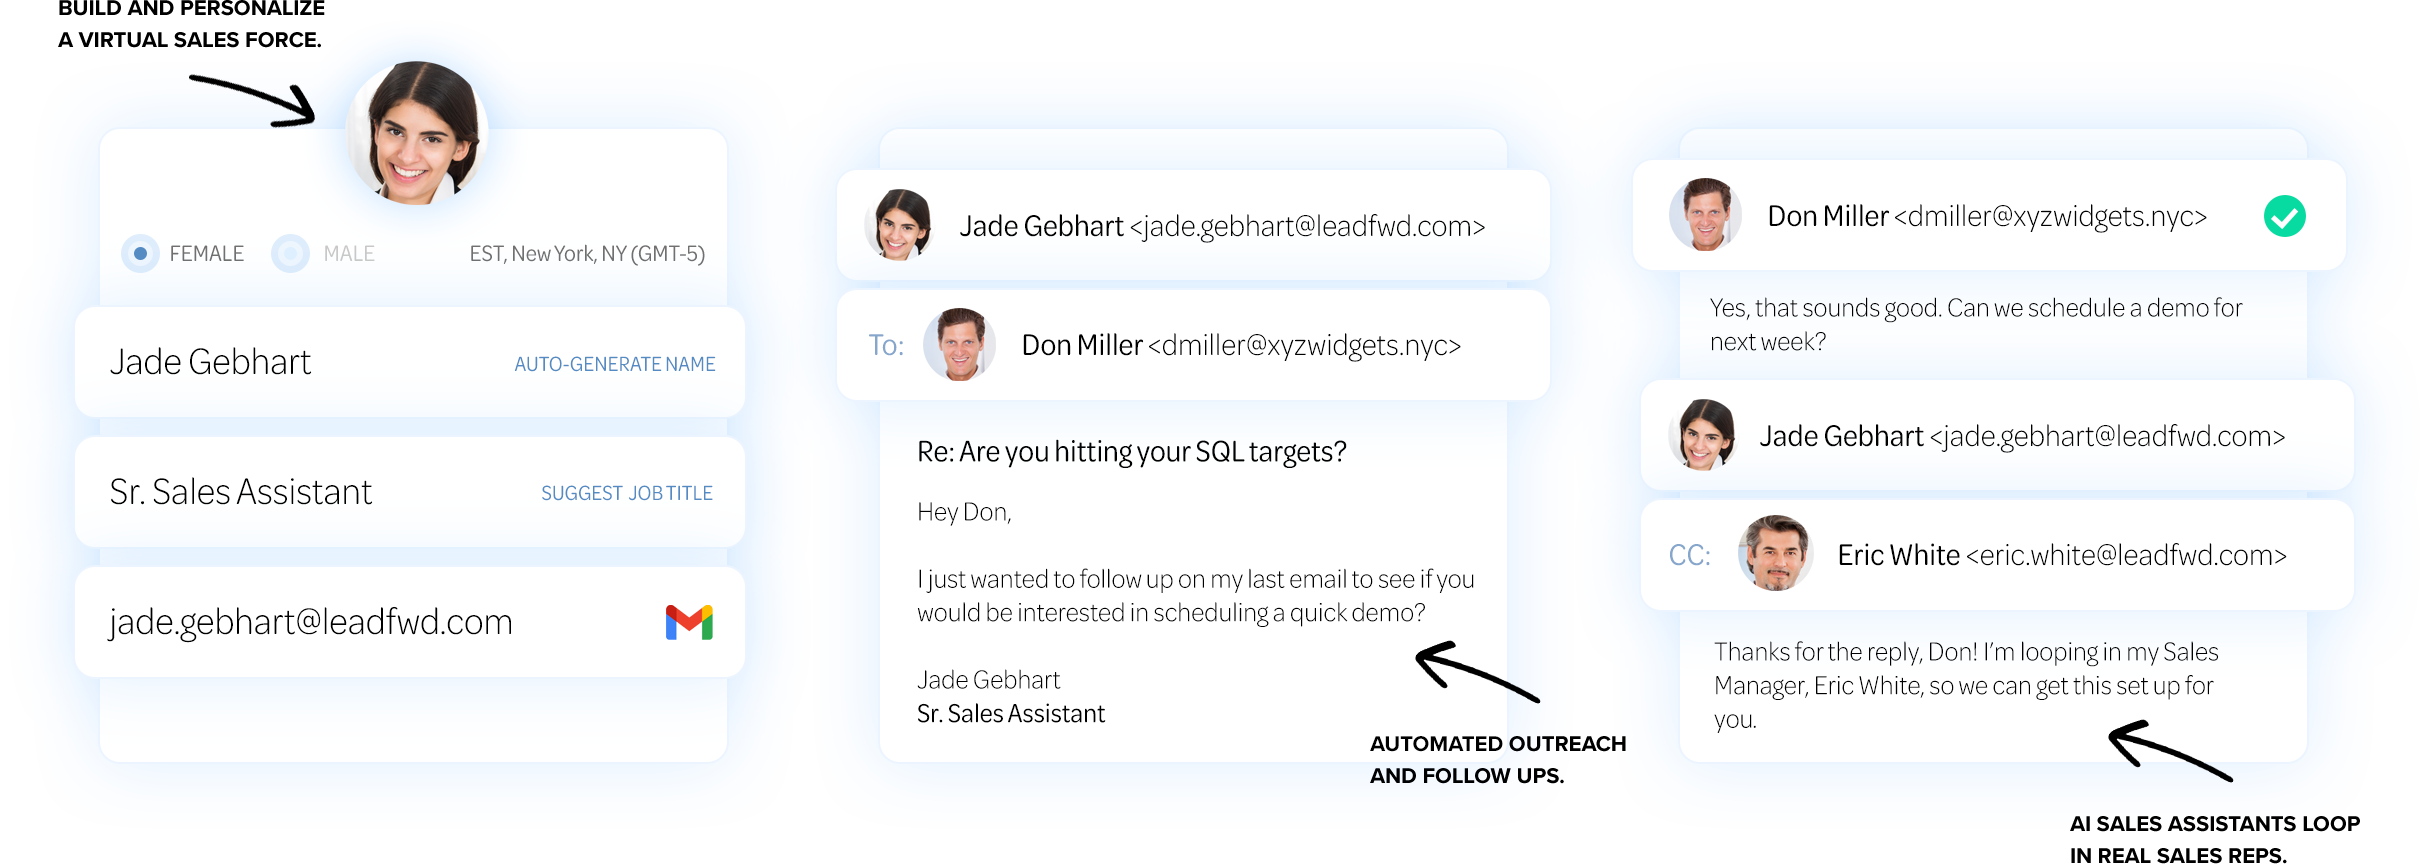 BUILD AND PERSONALIZE
A VIRTUAL SALES FORCE.
FEMALE MALE EST, New York, NY (GMT-5)
Jade Gebhart AUTO-GENERATE NAME
Sr. Sales Assistant SUGGEST JOB TITLE
jade.gebhart@leadfwd.com
Jade Gebhart <jade.gebhart@leadfwd.com>
To: Don Miller <dmiller@xyzwidgets.nyc>
Re: Are you hitting your SQL targets?
Hey Don,
I just wanted to follow up on my last email to see if you
would be interested in scheduling a quick demo?
Jade Gebhart
Sr. Sales Assistant
AUTOMATED OUTREACH
AND FOLLOW UPS.
Don Miller <dmiller@xyzwidgets.nyc>
Yes, that sounds good. Can we schedule a demo for
next week?
Jade Gebhart <jade.gebhart@leadfwd.com>
CC: Eric White <eric.white@leadfwd.com>
Thanks for the reply, Don! I'm looping in my Sales
Manager, Eric White, so we can get this set up for
you.
AI SALES ASSISTANTS LOOP
IN REAL SALES REPS.